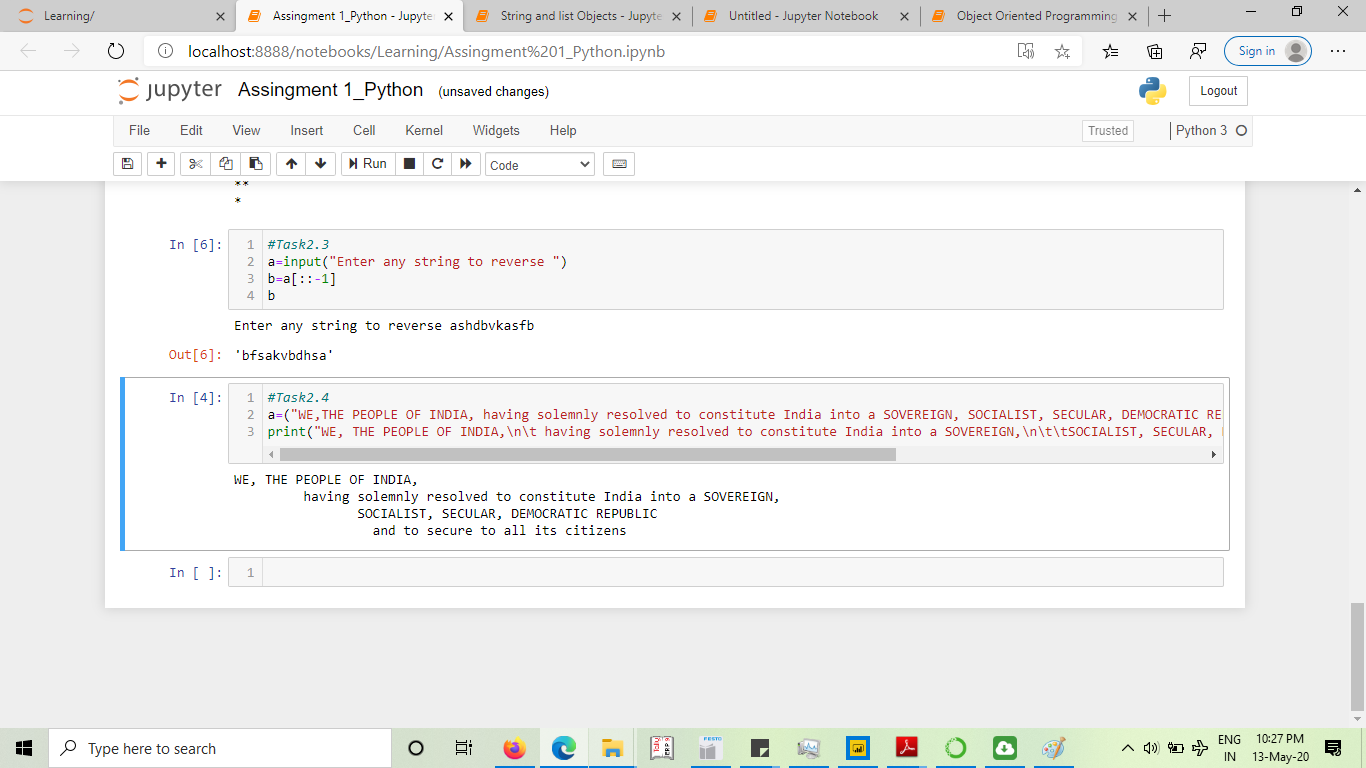 Learning/
Assingment 1_Python - Jupyter
String and list Objects - Jupyte
Untitled - Jupyter Notebook
Object Oriented Programming
localhost:8888/notebooks/Learning/Assingment%201_Python.ipynb
Sign in
jupyter Assingment 1_Python (unsaved changes)
Logout
File Edit View Insert Cell Kernel Widgets Help
Trusted
Python 3
Run
Code
**
*
In [6]:
1 #Task2.3
2 a=input("Enter any string to reverse ")
3 b=a[::-1]
4 b
Enter any string to reverse ashdbvkasfb
Out[6]: 'bfsakvbdhsa'
In [4]:
1 #Task2.4
2 a=("WE,THE PEOPLE OF INDIA, having solemnly resolved to constitute India into a SOVEREIGN, SOCIALIST, SECULAR, DEMOCRATIC RE
3 print("WE, THE PEOPLE OF INDIA,\n\t having solemnly resolved to constitute India into a SOVEREIGN,\n\t\tSOCIALIST, SECULAR,
WE, THE PEOPLE OF INDIA,
having solemnly resolved to constitute India into a SOVEREIGN,
SOCIALIST, SECULAR, DEMOCRATIC REPUBLIC
and to secure to all its citizens
In [ ]: 1
Type here to search
ENG
IN
10:27 PM
13-May-20